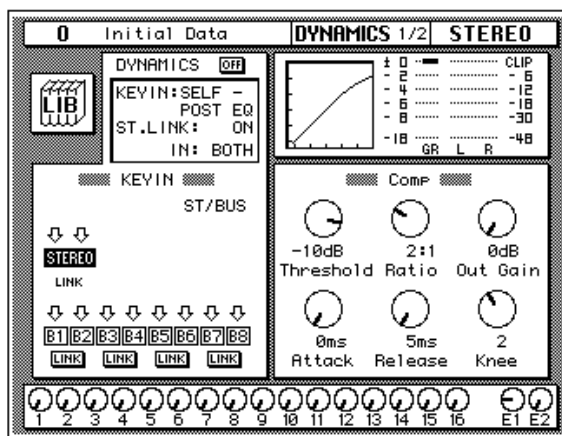 0 Initial Data DYNAMICS 1/2 STEREO
LIB
DYNAMICS OFF
KEYIN:SELF -
POST EQ
ST.LINK: ON
IN: BOTH
± 0 CLIP
- 2 - 6
- 4 -12
- 6 -18
- 8 -30
-18 -48
GR L R
KEYIN
ST/BUS
STEREO
LINK
B1 B2 B3 B4 B5 B6 B7 B8
LINK LINK LINK LINK
Comp
-10dB 2:1 0dB
Threshold Ratio Out Gain
0ms 5ms 2
Attack Release Knee
1 2 3 4 5 6 7 8 9 10 11 12 13 14 15 16 E1 E2